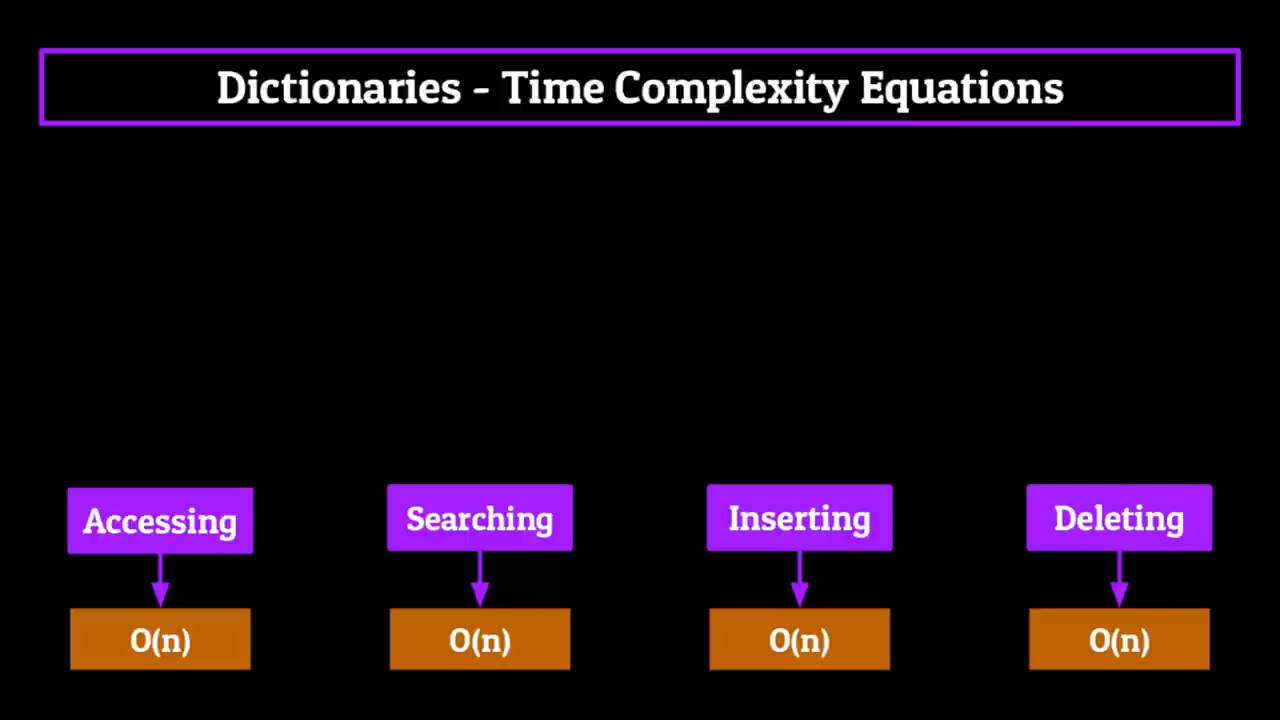 Dictionaries - Time Complexity Equations
Accessing Searching Inserting Deleting
O(n) O(n) O(n) O(n)